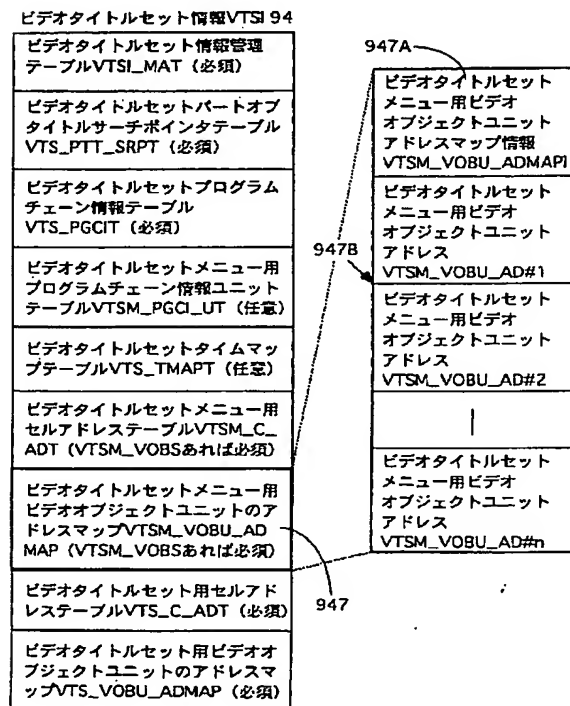 ビデオタイトルセット情報VTSI 94
ビデオタイトルセット情報管理
テーブルVTSI_MAT（必須）
ビデオタイトルセットパートオブ
タイトルサーチポインタテーブル
VTS_PTT_SRPT（必須）
ビデオタイトルセットプログラム
チェーン情報テーブル
VTS_PGCIT（必須）
ビデオタイトルセットメニュー用
プログラムチェーン情報ユニット
テーブルVTSM_PGCI_UT（任意）
ビデオタイトルセットタイムマッ
プテーブルVTS_TMAPT（任意）
ビデオタイトルセットメニュー用
セルアドレステーブルVTSM_C_
ADT（VTSM_VOBSあれば必須）
ビデオタイトルセットメニュー用
ビデオオブジェクトユニットのア
ドレスマップVTSM_VOBU_AD
MAP（VTSM_VOBSあれば必須）
ビデオタイトルセット用セルアド
レステーブルVTS_C_ADT（必須）
ビデオタイトルセット用ビデオオ
ブジェクトユニットのアドレスマ
ップVTS_VOBU_ADMAP（必須）
947
947A
ビデオタイトルセット
メニュー用ビデオ
オブジェクトユニット
アドレスマップ情報
VTSM_VOBU_ADMAPI
947B
ビデオタイトルセット
メニュー用ビデオ
オブジェクトユニット
アドレス
VTSM_VOBU_AD#1
ビデオタイトルセット
メニュー用ビデオ
オブジェクトユニット
アドレス
VTSM_VOBU_AD#2
ビデオタイトルセット
メニュー用ビデオ
オブジェクトユニット
アドレス
VTSM_VOBU_AD#n